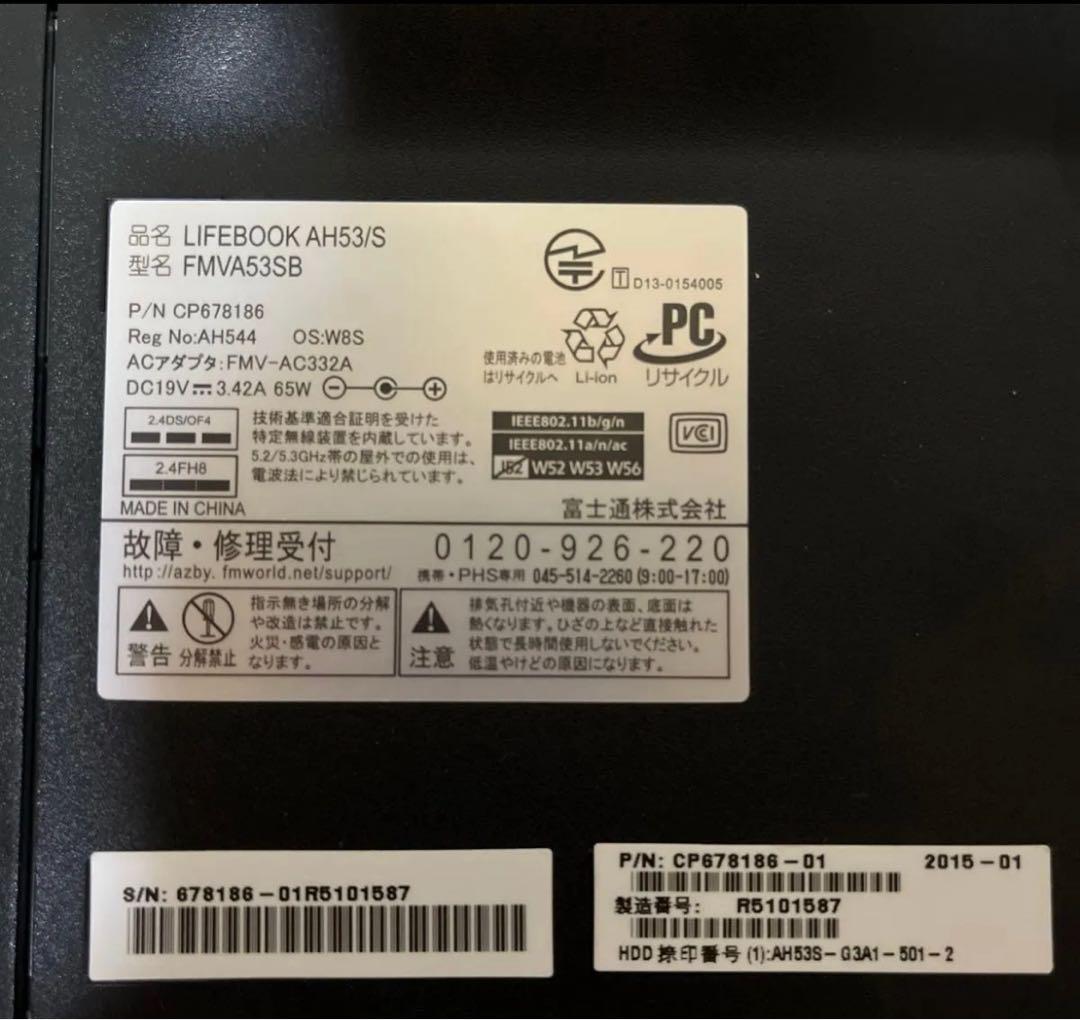 品名 LIFEBOOK AH53/S
型名 FMVA53SB
P/N CP678186
Reg No:AH544 OS:W8S
ACアダプタ:FMV-AC332A
DC19V 3.42A 65W
T D13-0154005
使用済みの電池
はリサイクルへ
Li-ion
PC
リサイクル
2.4DS/OF4
2.4FH8
技術基準適合証明を受けた
特定無線装置を内蔵しています。
5.2/5.3GHz帯の屋外での使用は、
電波法により禁じられています。
IEEE802.11b/g/n
IEEE802.11a/n/ac
J52 W52 W53 W56
VCI
MADE IN CHINA
富士通株式会社
故障・修理受付 0120-926-220
http://azby.fmworld.net/support/ 携帯・PHS専用 045-514-2260 (9:00-17:00)
警告 分解禁止
指示無き場所の分解
や改造は禁止です。
火災・感電の原因と
なります。
注意
排気孔付近や機器の表面、底面は
熱くなります。ひざの上など直接触れた
状態で長時間使用しないでください。
低温やけどの原因になります。
S/N: 678186-01R5101587
P/N: CP678186-01 2015-01
製造番号: R5101587
HDD 捺印番号 (1):AH53S-G3A1-501-2